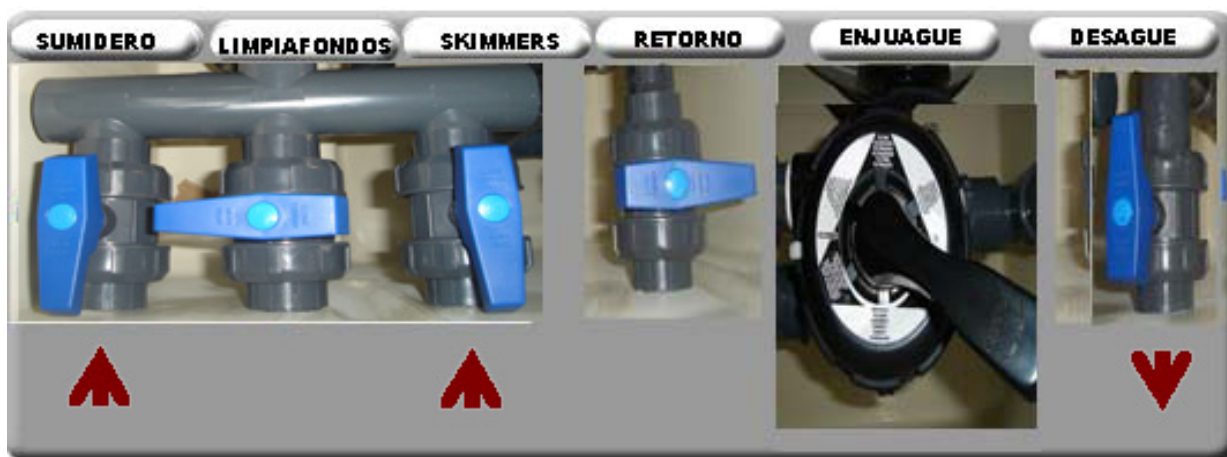 SUMIDERO
LIMPIAFONDOS
SKIMMERS
RETORNO
ENJUAGUE
DESAGUE